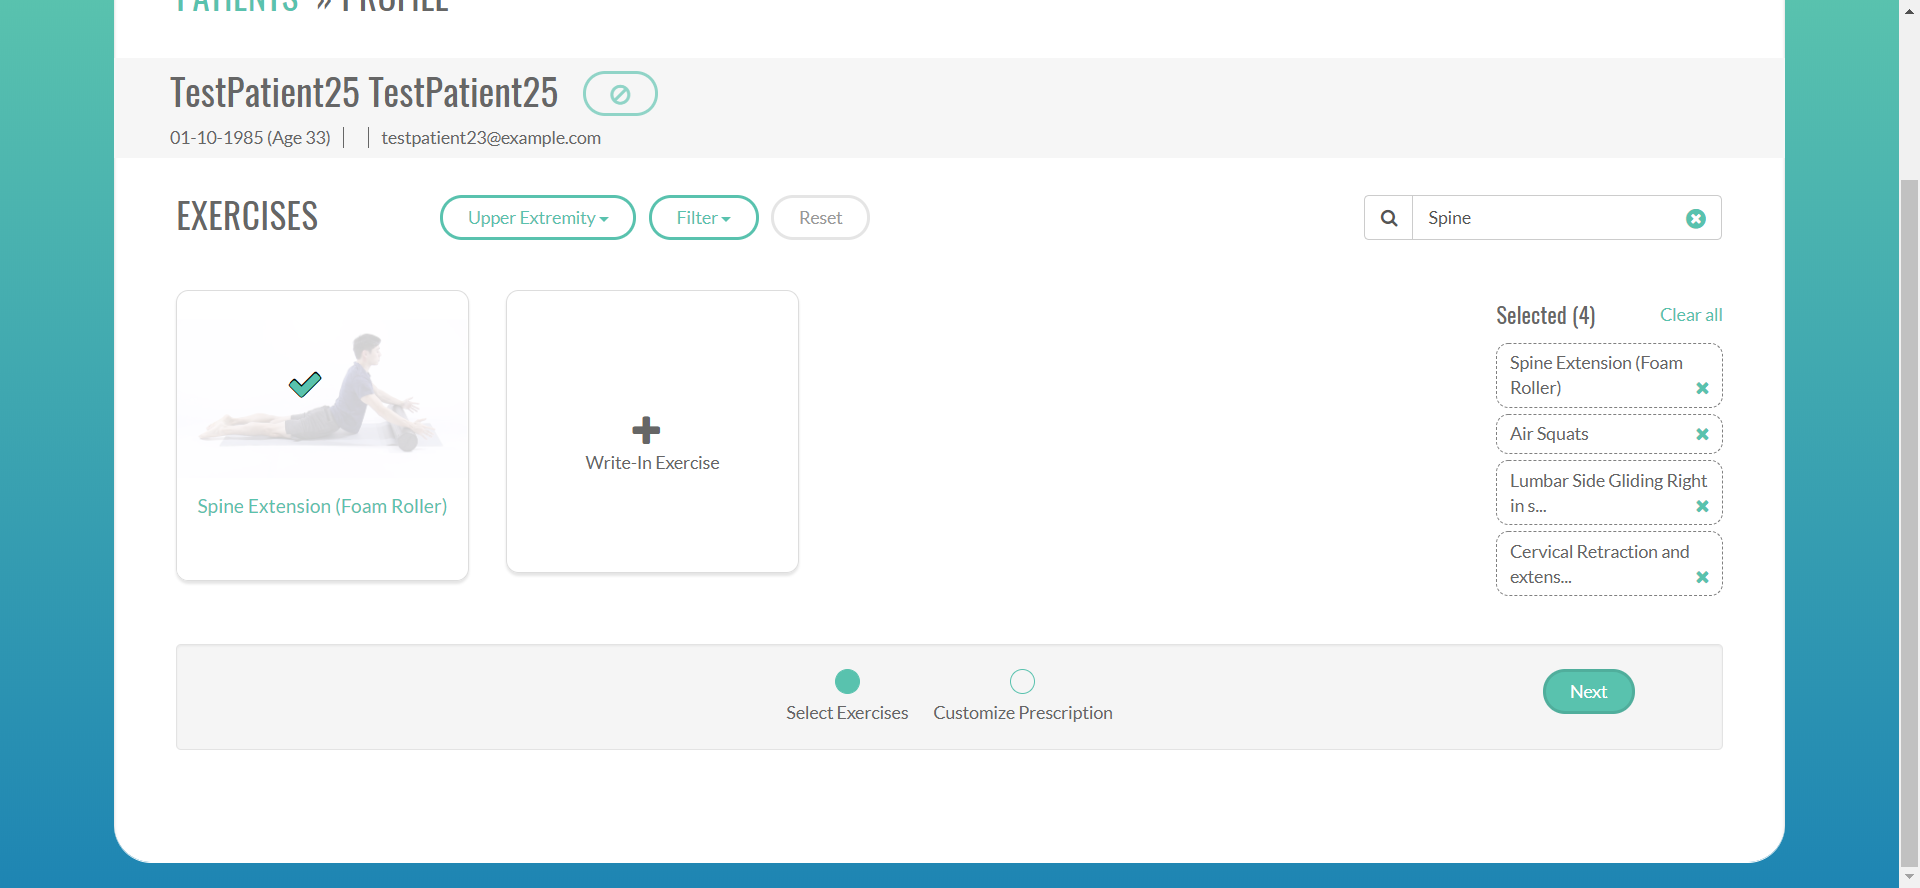 PATIENTS » PROFILE
TestPatient25 TestPatient25
01-10-1985 (Age 33)
testpatient23@example.com
EXERCISES
Upper Extremity
Filter
Reset
Spine
Spine Extension (Foam Roller)
Write-In Exercise
Selected (4)
Clear all
Spine Extension (Foam
Roller)
Air Squats
Lumbar Side Gliding Right
in s...
Cervical Retraction and
extens...
Select Exercises
Customize Prescription
Next